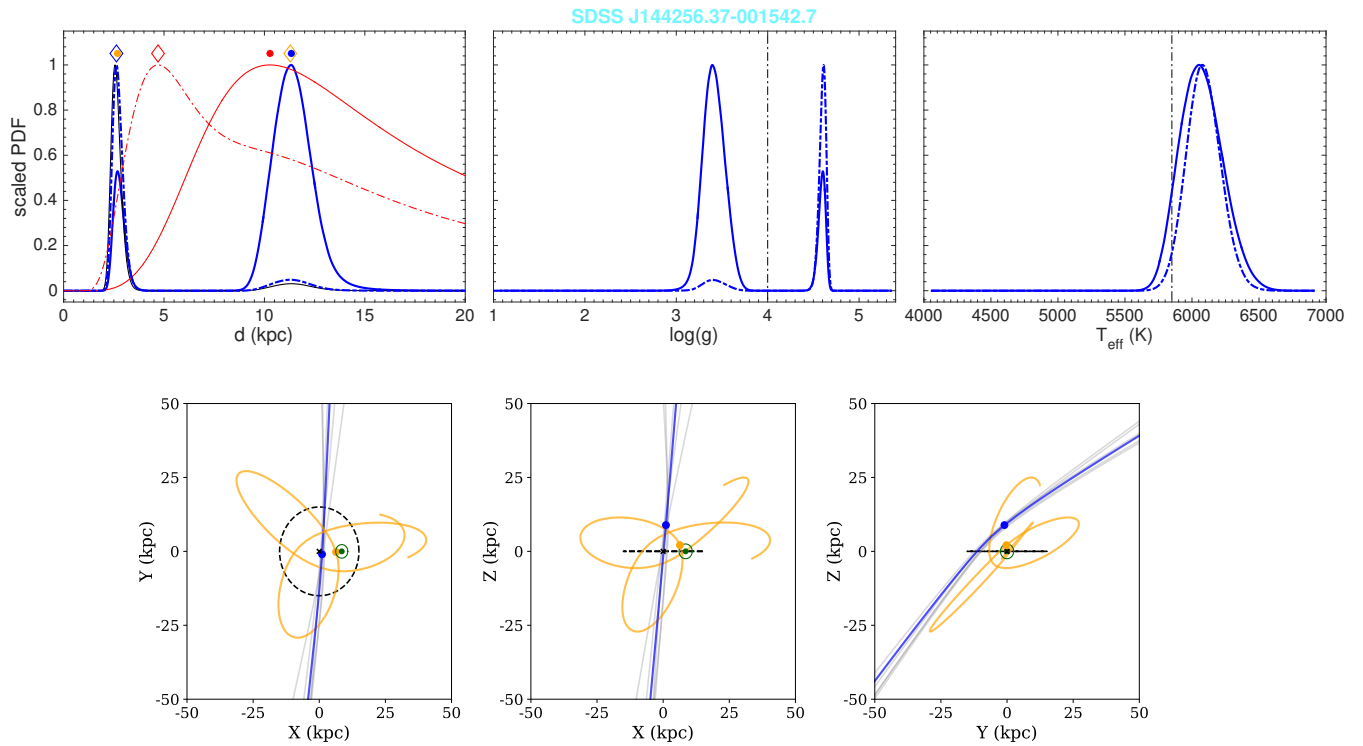 SDSS J144256.37-001542.7
scaled PDF
1
0.8
0.6
0.4
0.2
0
0 5 10 15 20
d (kpc)
1 2 3 4 5
log(g)
4000 4500 5000 5500 6000 6500 7000
T_eff (K)
Y (kpc)
50
25
0
-25
-50
-50 -25 0 25 50
X (kpc)
Z (kpc)
50
25
0
-25
-50
-50 -25 0 25 50
X (kpc)
Z (kpc)
50
25
0
-25
-50
-50 -25 0 25 50
Y (kpc)